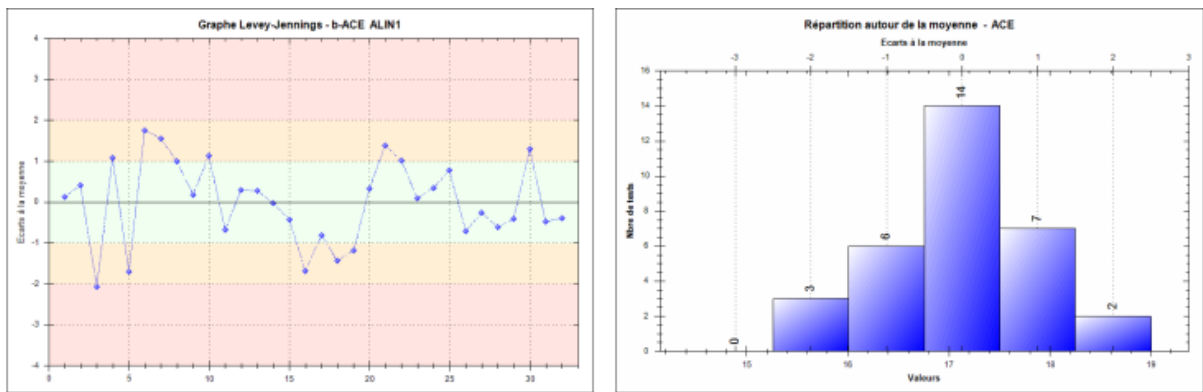 Graphe Levey-Jennings - b-ACE ALIN1
4
3
2
1
0
-1
-2
-3
-4
Ecarts à la moyenne
0 5 10 15 20 25 30
Répartition autour de la moyenne - ACE
Ecarts à la moyenne
-3 -2 -1 0 1 2 3
16
14
12
10
8
6
4
2
0
Nbre de tests
0 3 6 14 7 2
15 16 17 18 19
Valeurs